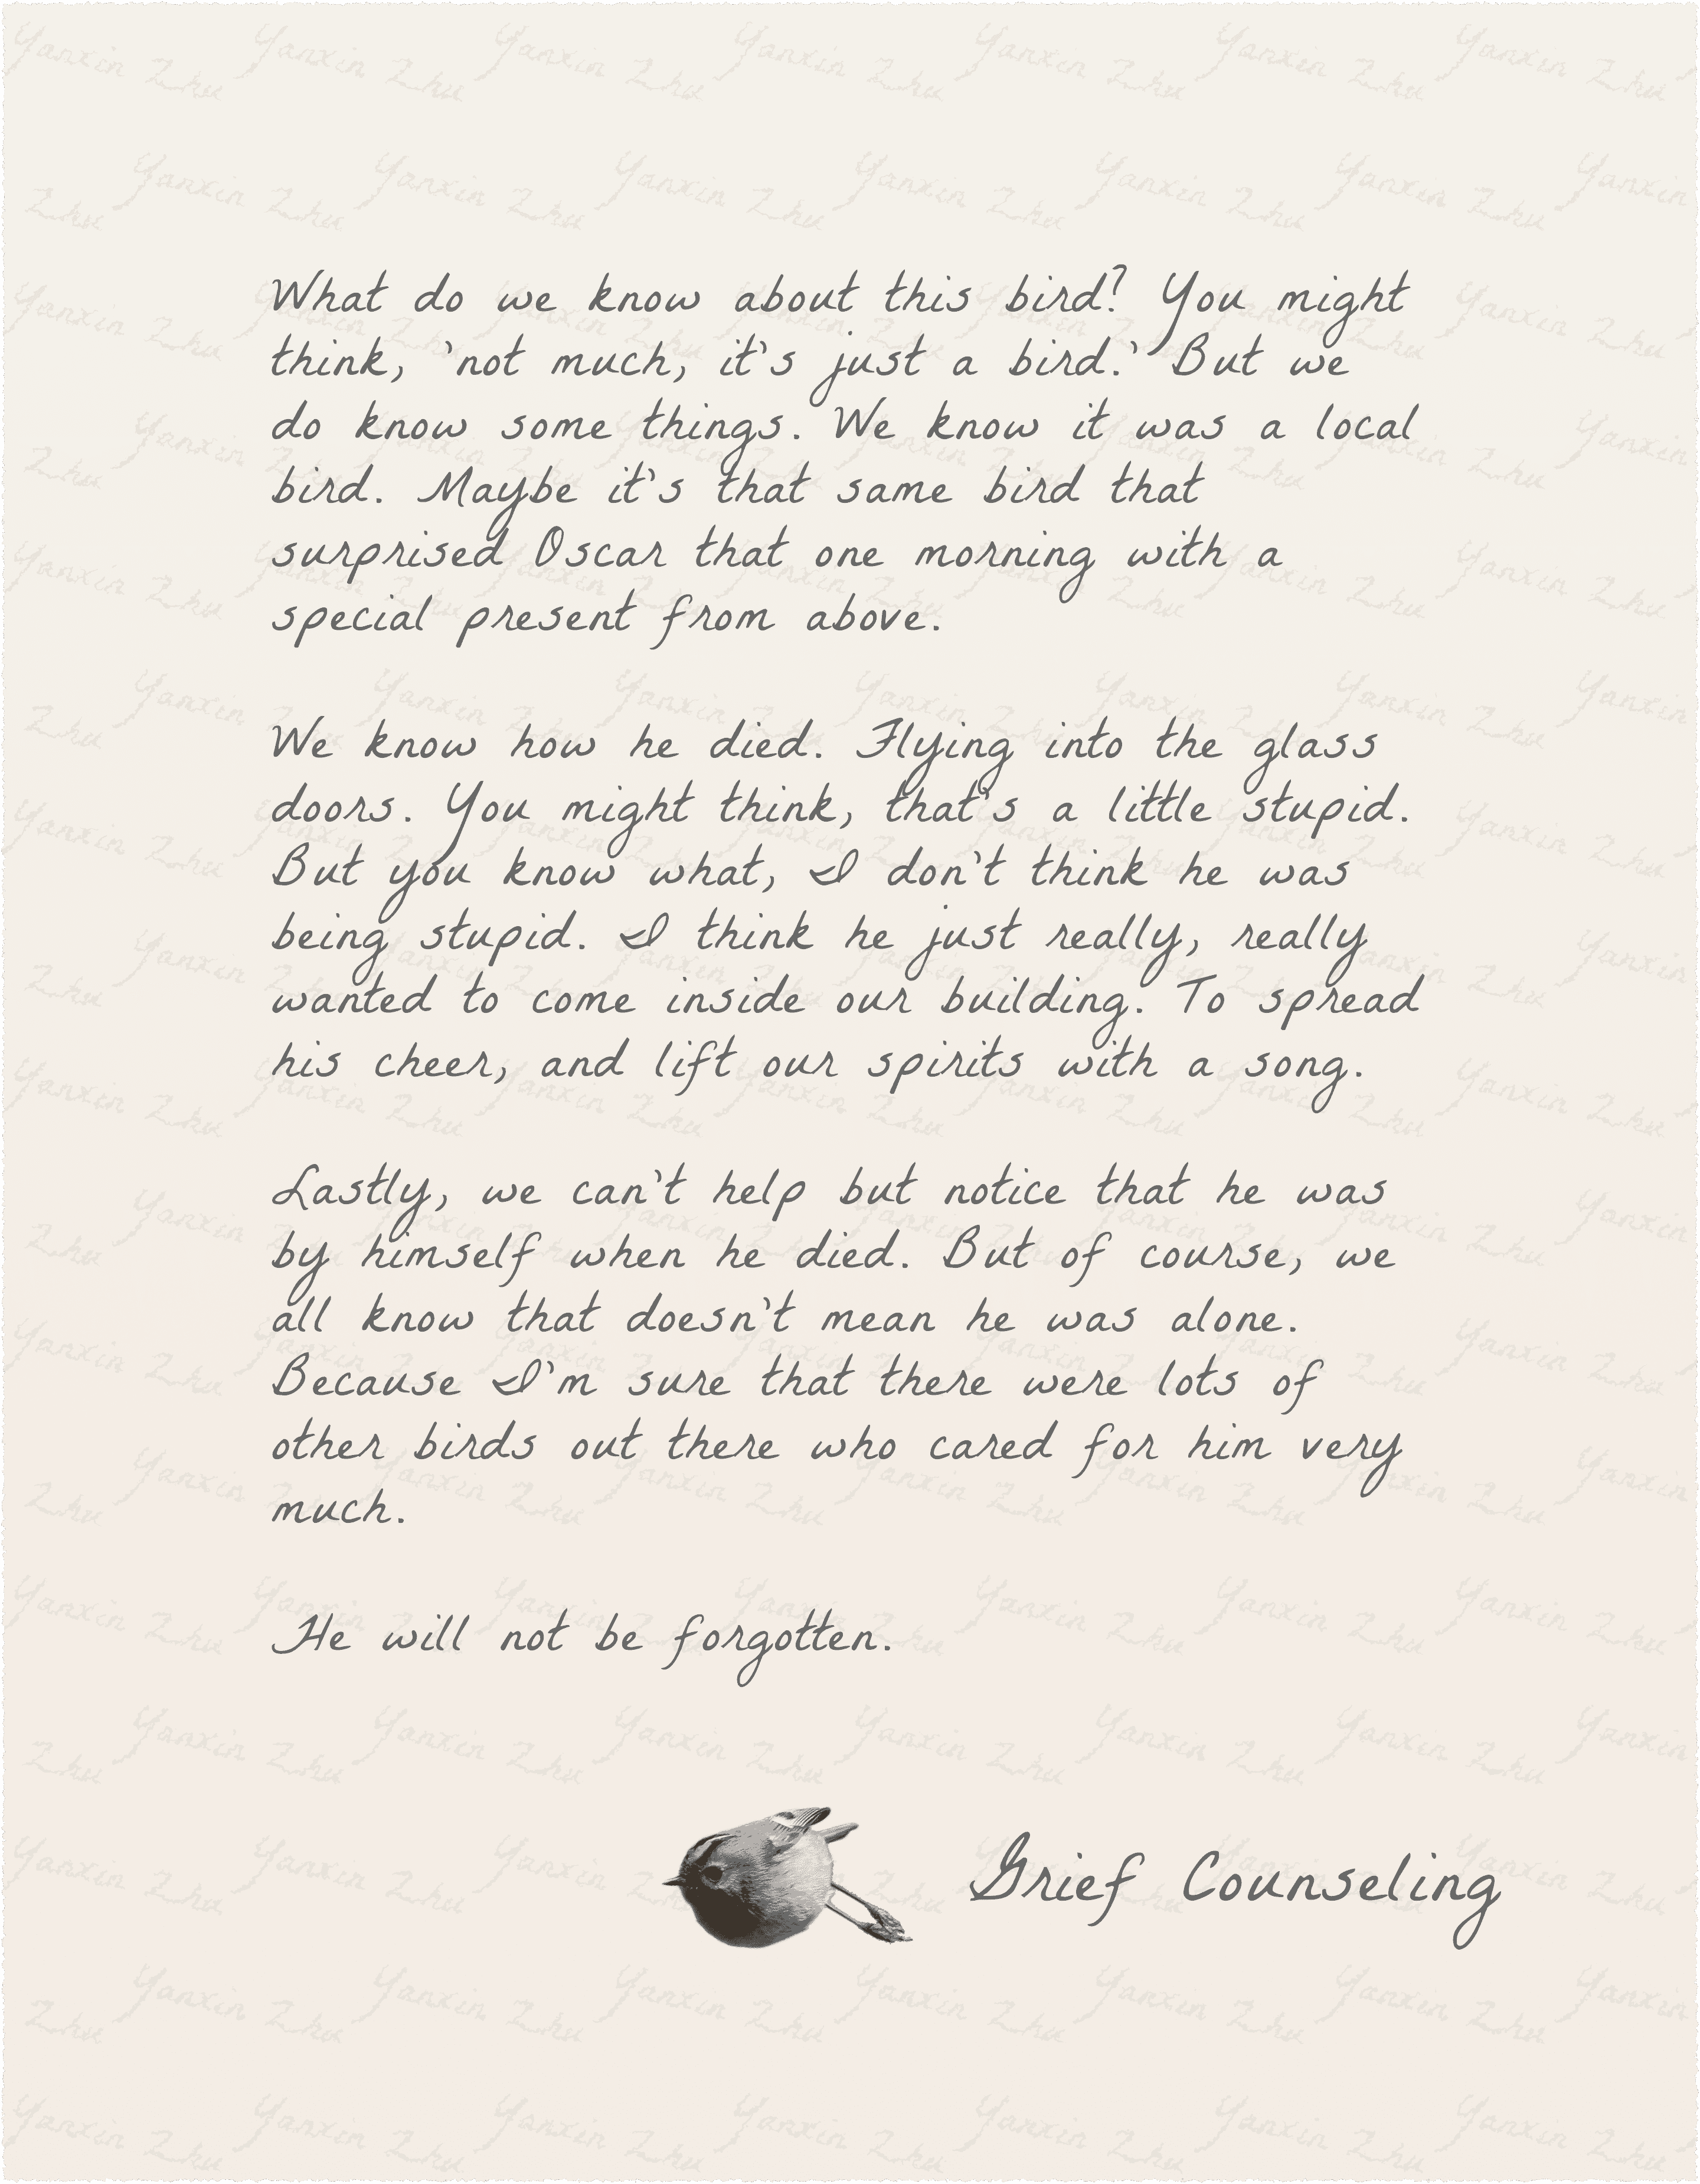 What do we know about this bird? You might
think, 'not much, it's just a bird.' But we
do know some things. We know it was a local
bird. Maybe it's that same bird that
surprised Oscar that one morning with a
special present from above.
We know how he died. Flying into the glass
doors. You might think, that's a little stupid.
But you know what, I don't think he was
being stupid. I think he just really, really
wanted to come inside our building. To spread
his cheer, and lift our spirits with a song.
Lastly, we can't help but notice that he was
by himself when he died. But of course, we
all know that doesn't mean he was alone.
Because I'm sure that there were lots of
other birds out there who cared for him very
much.
He will not be forgotten.
Grief Counseling
Yanxin Zhu